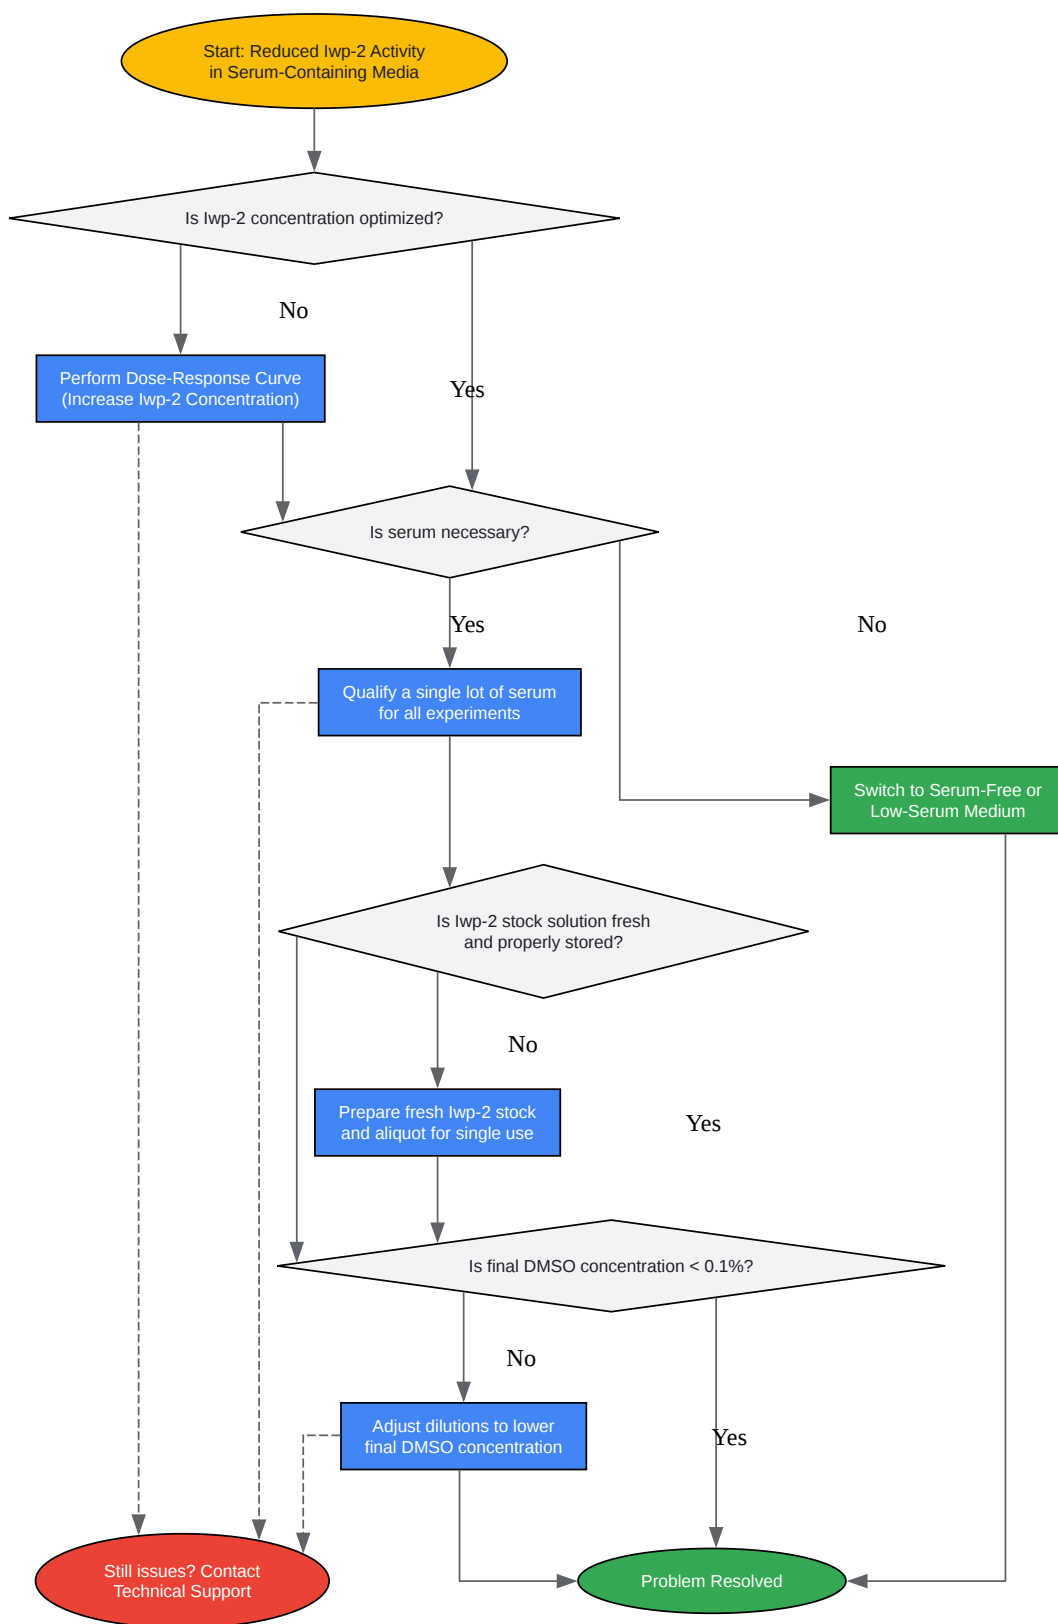 Start: Reduced Iwp-2 Activity
in Serum-Containing Media
Is Iwp-2 concentration optimized?
No
Perform Dose-Response Curve
(Increase Iwp-2 Concentration)
Yes
Is serum necessary?
Yes
No
Qualify a single lot of serum
for all experiments
Switch to Serum-Free or
Low-Serum Medium
Is Iwp-2 stock solution fresh
and properly stored?
No
Prepare fresh Iwp-2 stock
and aliquot for single use
Yes
Is final DMSO concentration < 0.1%?
No
Adjust dilutions to lower
final DMSO concentration
Yes
Still issues? Contact
Technical Support
Problem Resolved